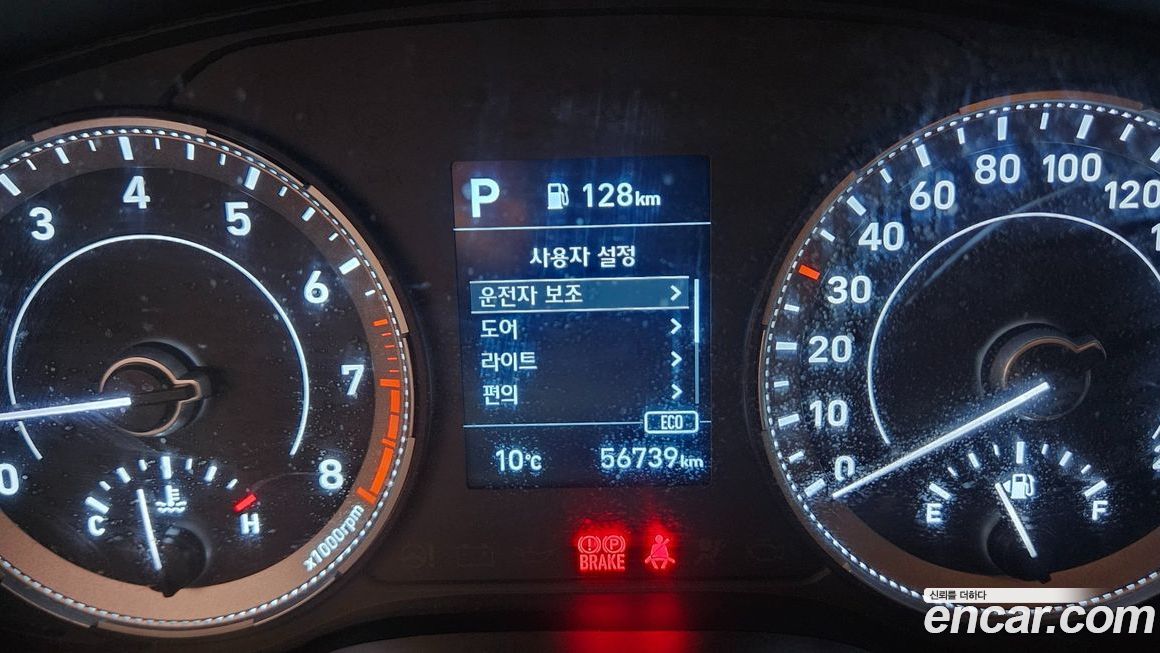 P 128km
사용자 설정
운전자 보조 >
도어 >
라이트 >
편의 >
ECO
10℃ 56739km
0 3 4 5 6 7 8
x1000rpm
C H
0 10 20 30 40 60 80 100 120
E F
(!) (P)
BRAKE
신뢰를 더하다
encar.com